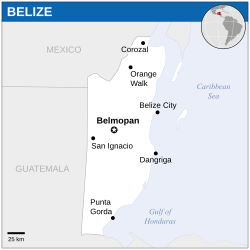 BELIZE
MEXICO
Corozal
Orange
Walk
Caribbean
Sea
Belize City
Belmopan
San Ignacio
Dangriga
GUATEMALA
Punta
Gorda
Gulf of
Honduras
25 km